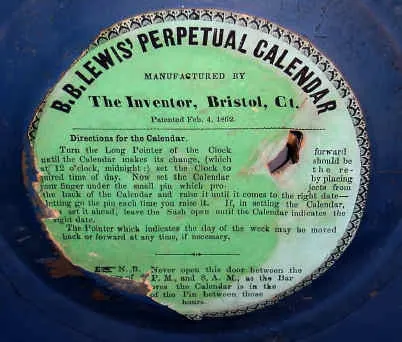 B.B. LEWIS' PERPETUAL CALENDAR
MANUFACTURED BY
The Inventor, Bristol, Ct.
Patented Feb. 4, 1862.
Directions for the Calendar.
Turn the Long Pointer of the Clock forward
until the Calendar makes its change, (which should be
at 12 o'clock, midnight;) set the Clock to the re-
quired time of day. Now set the Calendar by placing
your finger under the small pin which projects from
the back of the Calendar and raise it until it comes to the right date—
letting go the pin each time you raise it. If, in setting the Calendar,
set it ahead, leave the Sash open until the Calendar indicates the
right date.
The Pointer which indicates the day of the week may be moved
back or forward at any time, if necessary.
N. B. Never open this door between the
of P. M., and 8, A. M., as the Bar
the Calendar is in the
of the Pin between those
hours.